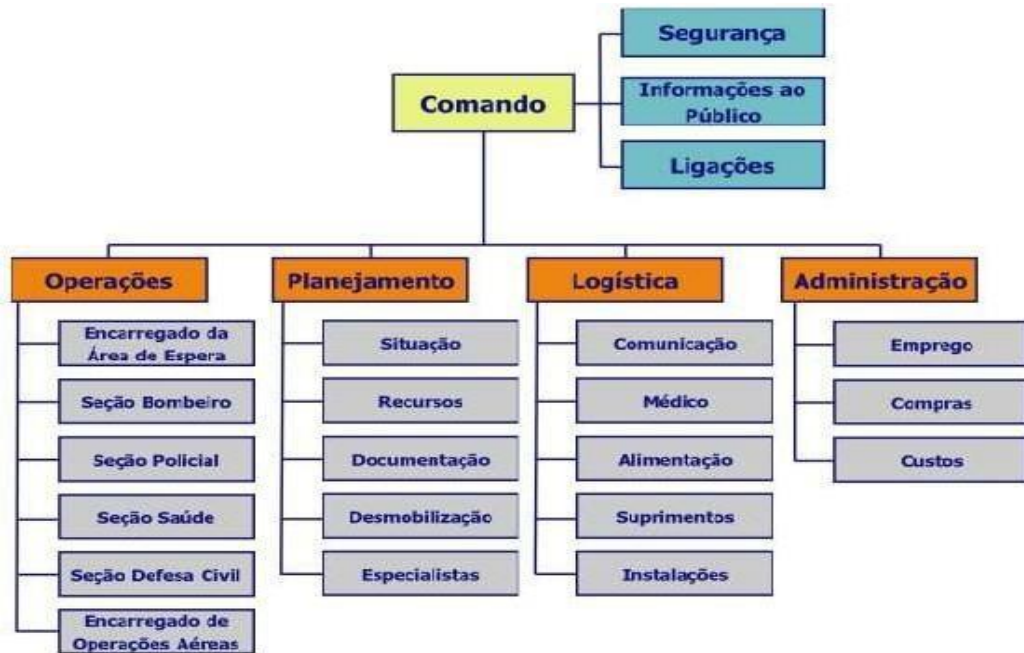 Segurança
Comando
Informações ao
Público
Ligações
Operações
Planejamento
Logística
Administração
Encarregado da
Área de Espera
Seção Bombeiro
Seção Policial
Seção Saúde
Seção Defesa Civil
Encarregado de
Operações Aéreas
Situação
Recursos
Documentação
Desmobilização
Especialistas
Comunicação
Médico
Alimentação
Suprimentos
Instalações
Emprego
Compras
Custos